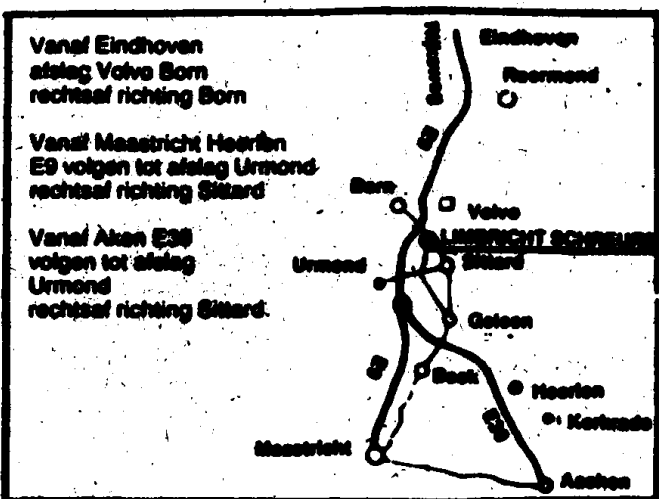 Vanaf Eindhoven
afslag Volvo Born
rechtsaf richting Born
Vanaf Maastricht Heerlen
E9 volgen tot afslag Urmond
rechtsaf richting Sittard
Vanaf Aken E39
volgen tot afslag
Urmond
rechtsaf richting Sittard.
Eindhoven
Roermond
E9
Born
Volvo
LIMBRICHT SCHREURS
Sittard
Urmond
Geleen
E9
Beek
Heerlen
Kerkrade
Maastricht
Aachen